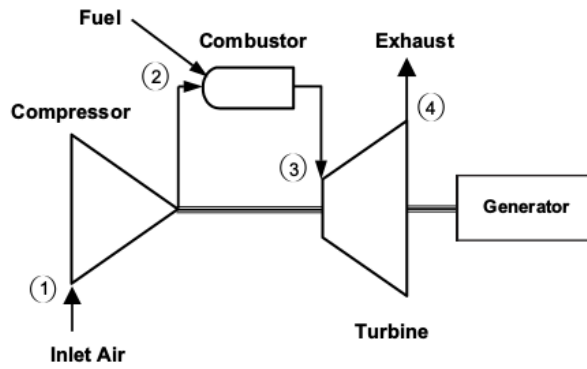 Fuel
Combustor
Exhaust
2
Compressor
4
3
Generator
1
Turbine
Inlet Air